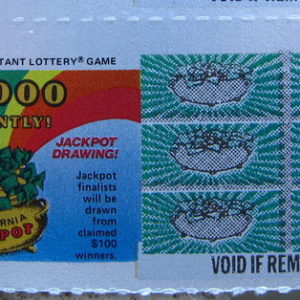 VOID IF REM
TANT LOTTERY® GAME
000
NTLY!
JACKPOT
DRAWING!
Jackpot
finalists
will be
drawn
from
claimed
$100
winners.
RNIA
POT
VOID IF REM